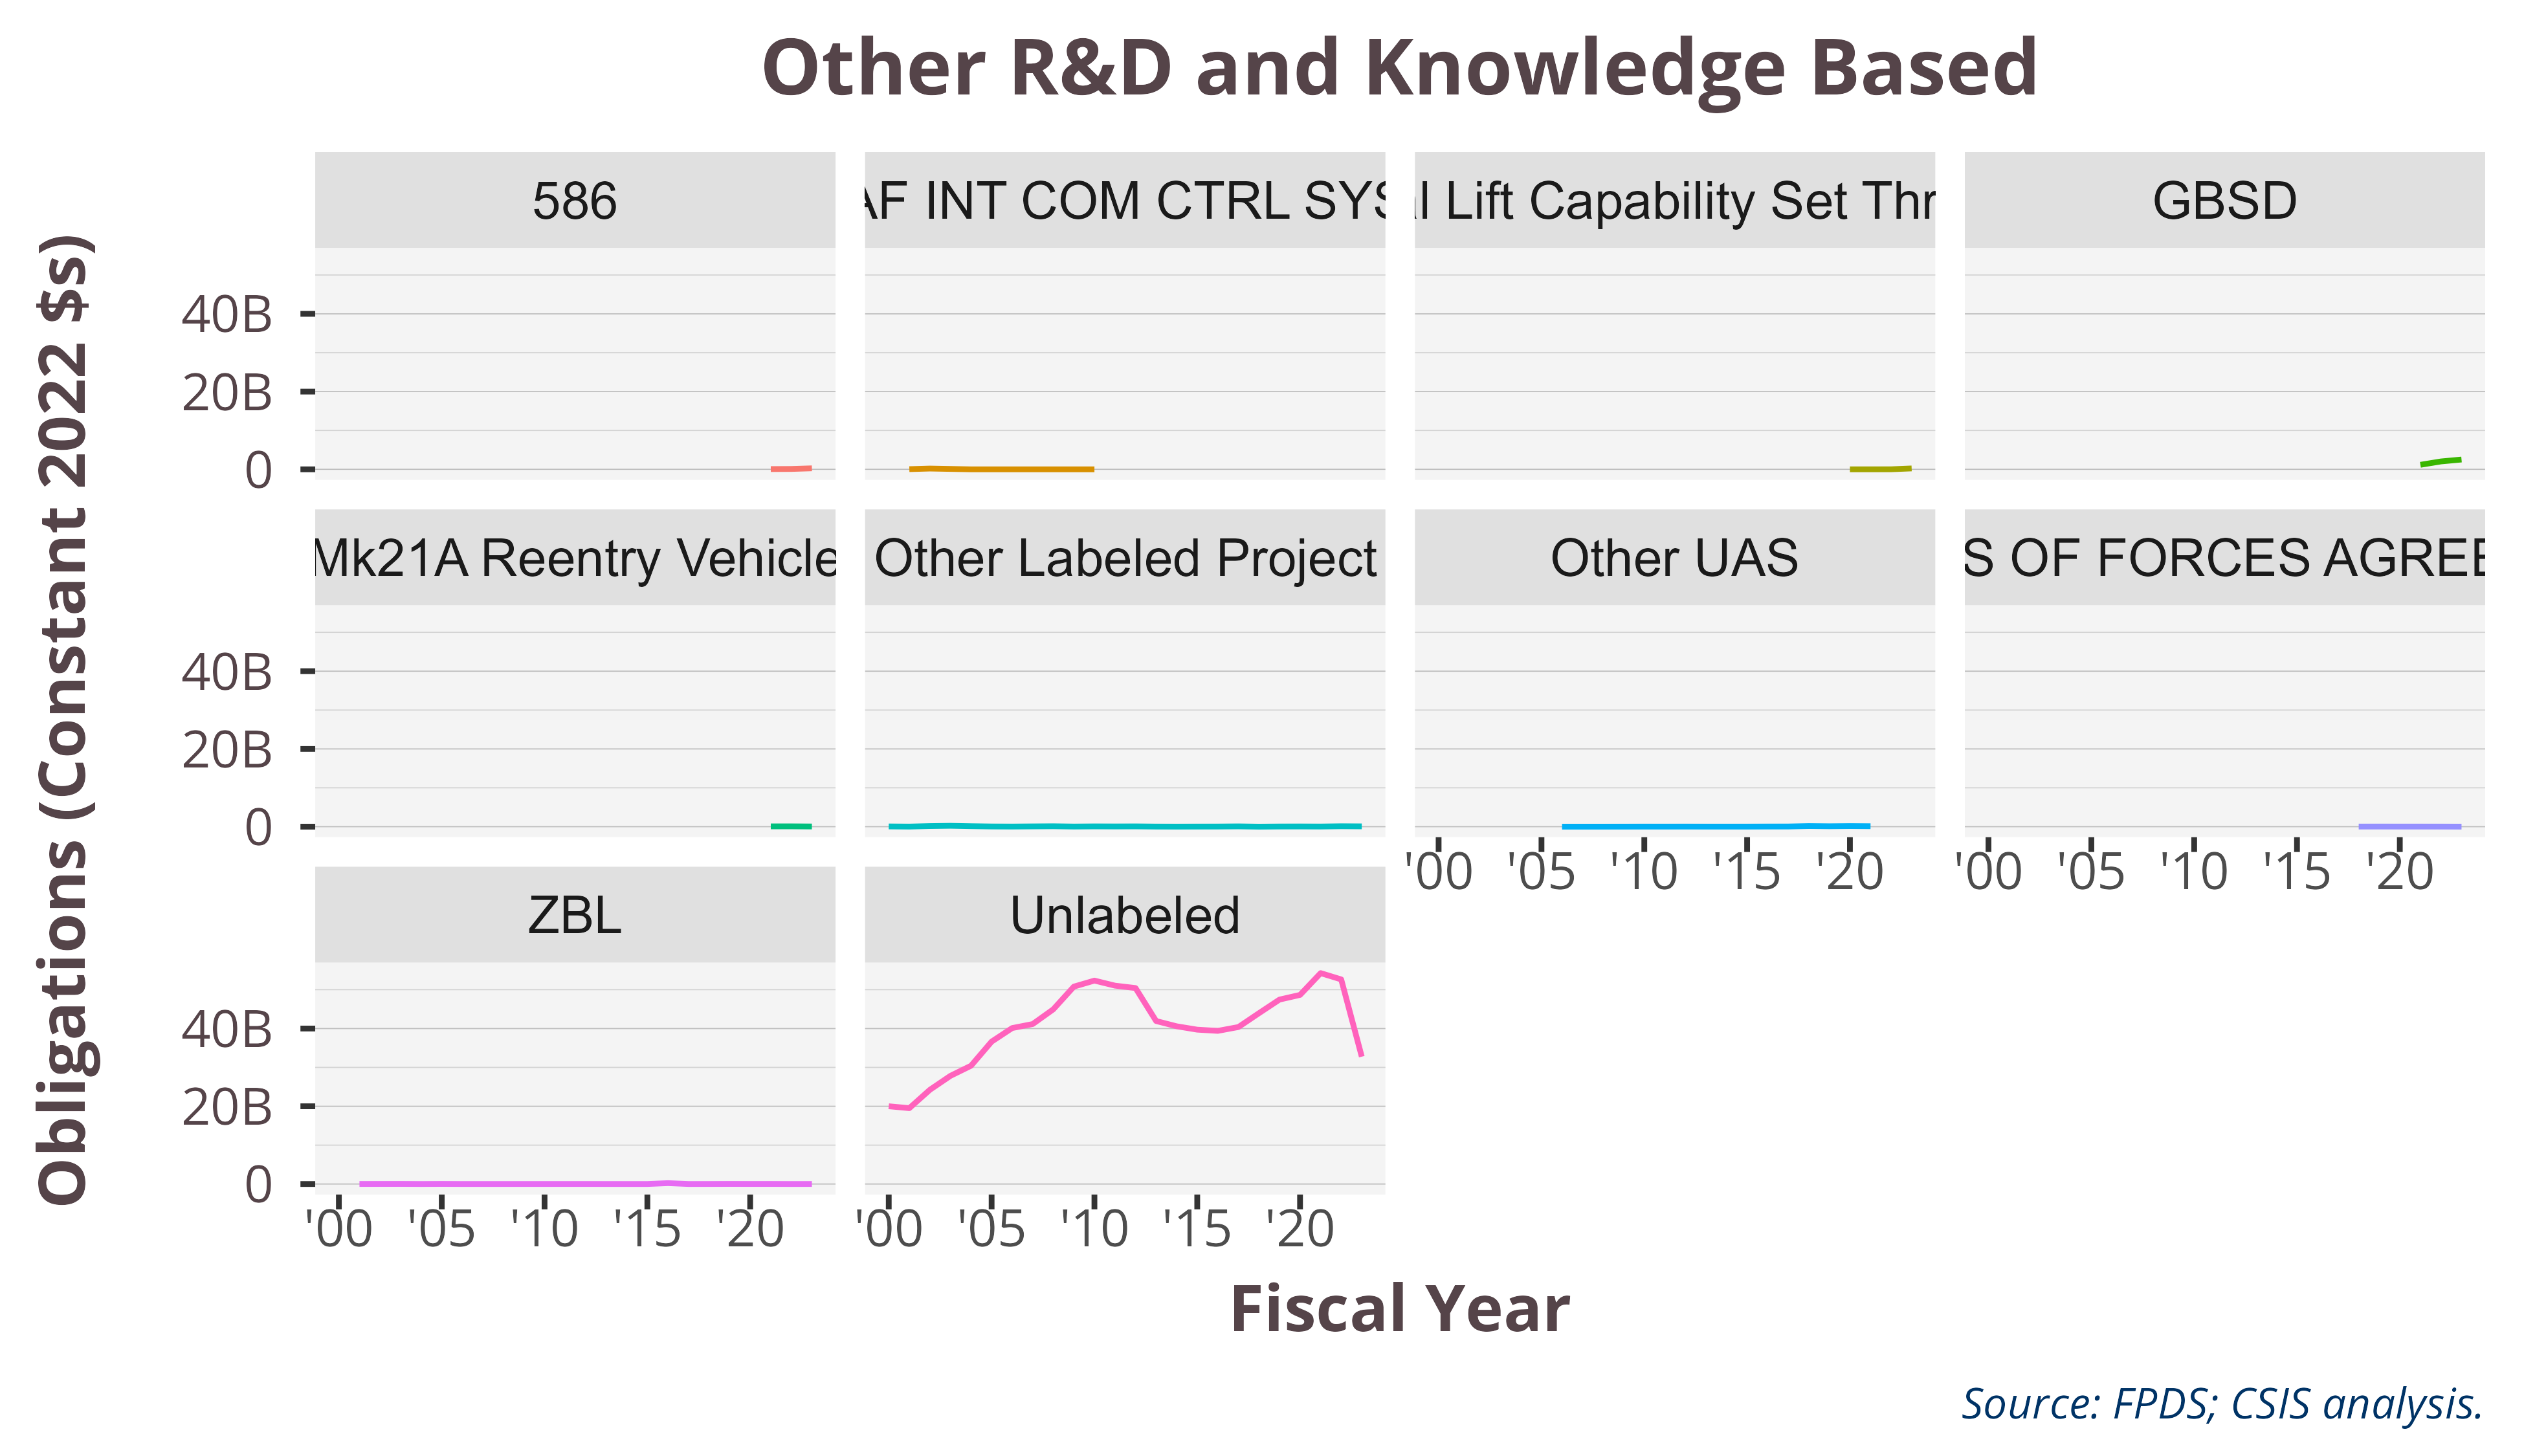 Other R&D and Knowledge Based
Obligations (Constant 2022 $s)
586
AF INT COM CTRL SYS
l Lift Capability Set Thr
GBSD
40B
20B
0
Mk21A Reentry Vehicle
Other Labeled Project
Other UAS
S OF FORCES AGREE
40B
20B
0
'00 '05 '10 '15 '20
'00 '05 '10 '15 '20
ZBL
Unlabeled
40B
20B
0
'00 '05 '10 '15 '20
'00 '05 '10 '15 '20
Fiscal Year
Source: FPDS; CSIS analysis.